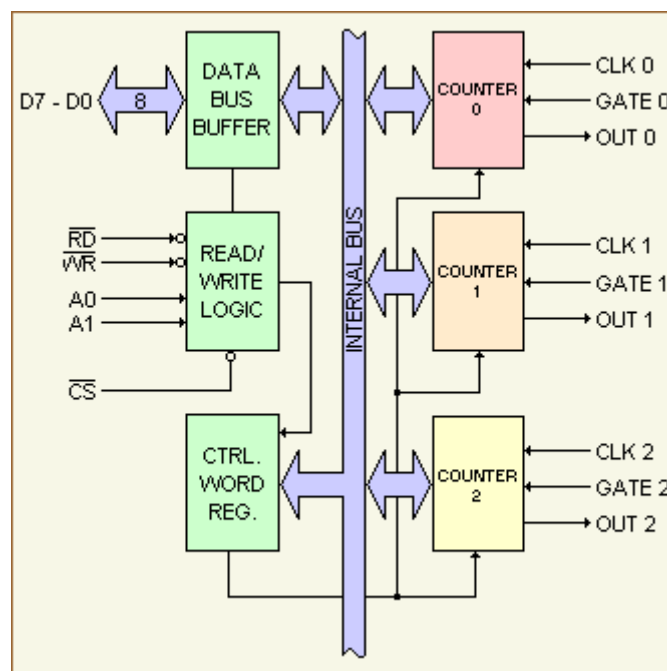 DATA
BUS
BUFFER
D7 - D0
8
COUNTER
0
CLK 0
GATE 0
OUT 0
RD
WR
A0
A1
CS
READ/
WRITE
LOGIC
INTERNAL BUS
COUNTER
1
CLK 1
GATE 1
OUT 1
CTRL.
WORD
REG.
COUNTER
2
CLK 2
GATE 2
OUT 2